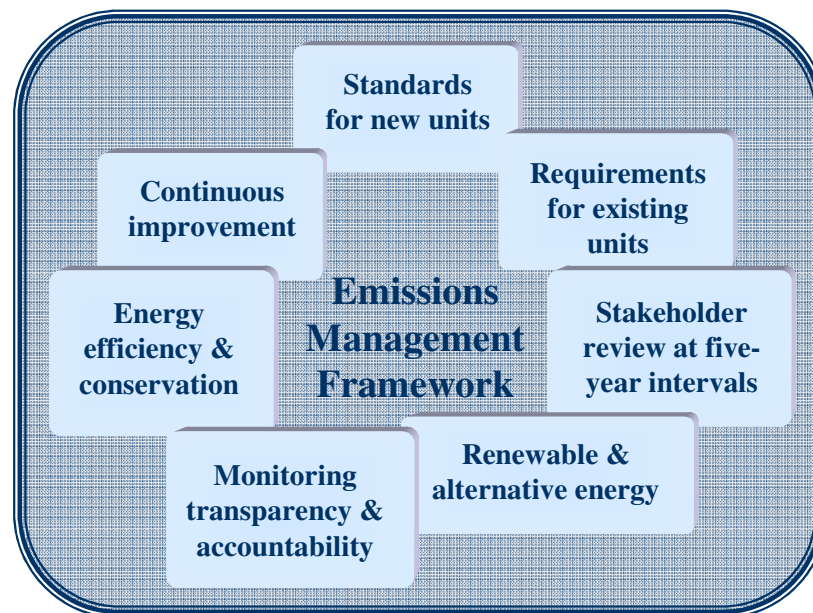 Standards
for new units
Requirements
for existing
units
Continuous
improvement
Emissions
Management
Framework
Energy
efficiency &
conservation
Stakeholder
review at five-
year intervals
Renewable &
alternative energy
Monitoring
transparency &
accountability